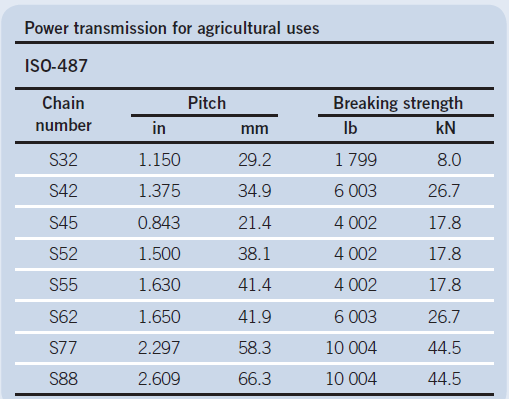 Power transmission for agricultural uses
ISO-487
Chain number Pitch Breaking strength
in mm lb kN
S32 1.150 29.2 1 799 8.0
S42 1.375 34.9 6 003 26.7
S45 0.843 21.4 4 002 17.8
S52 1.500 38.1 4 002 17.8
S55 1.630 41.4 4 002 17.8
S62 1.650 41.9 6 003 26.7
S77 2.297 58.3 10 004 44.5
S88 2.609 66.3 10 004 44.5